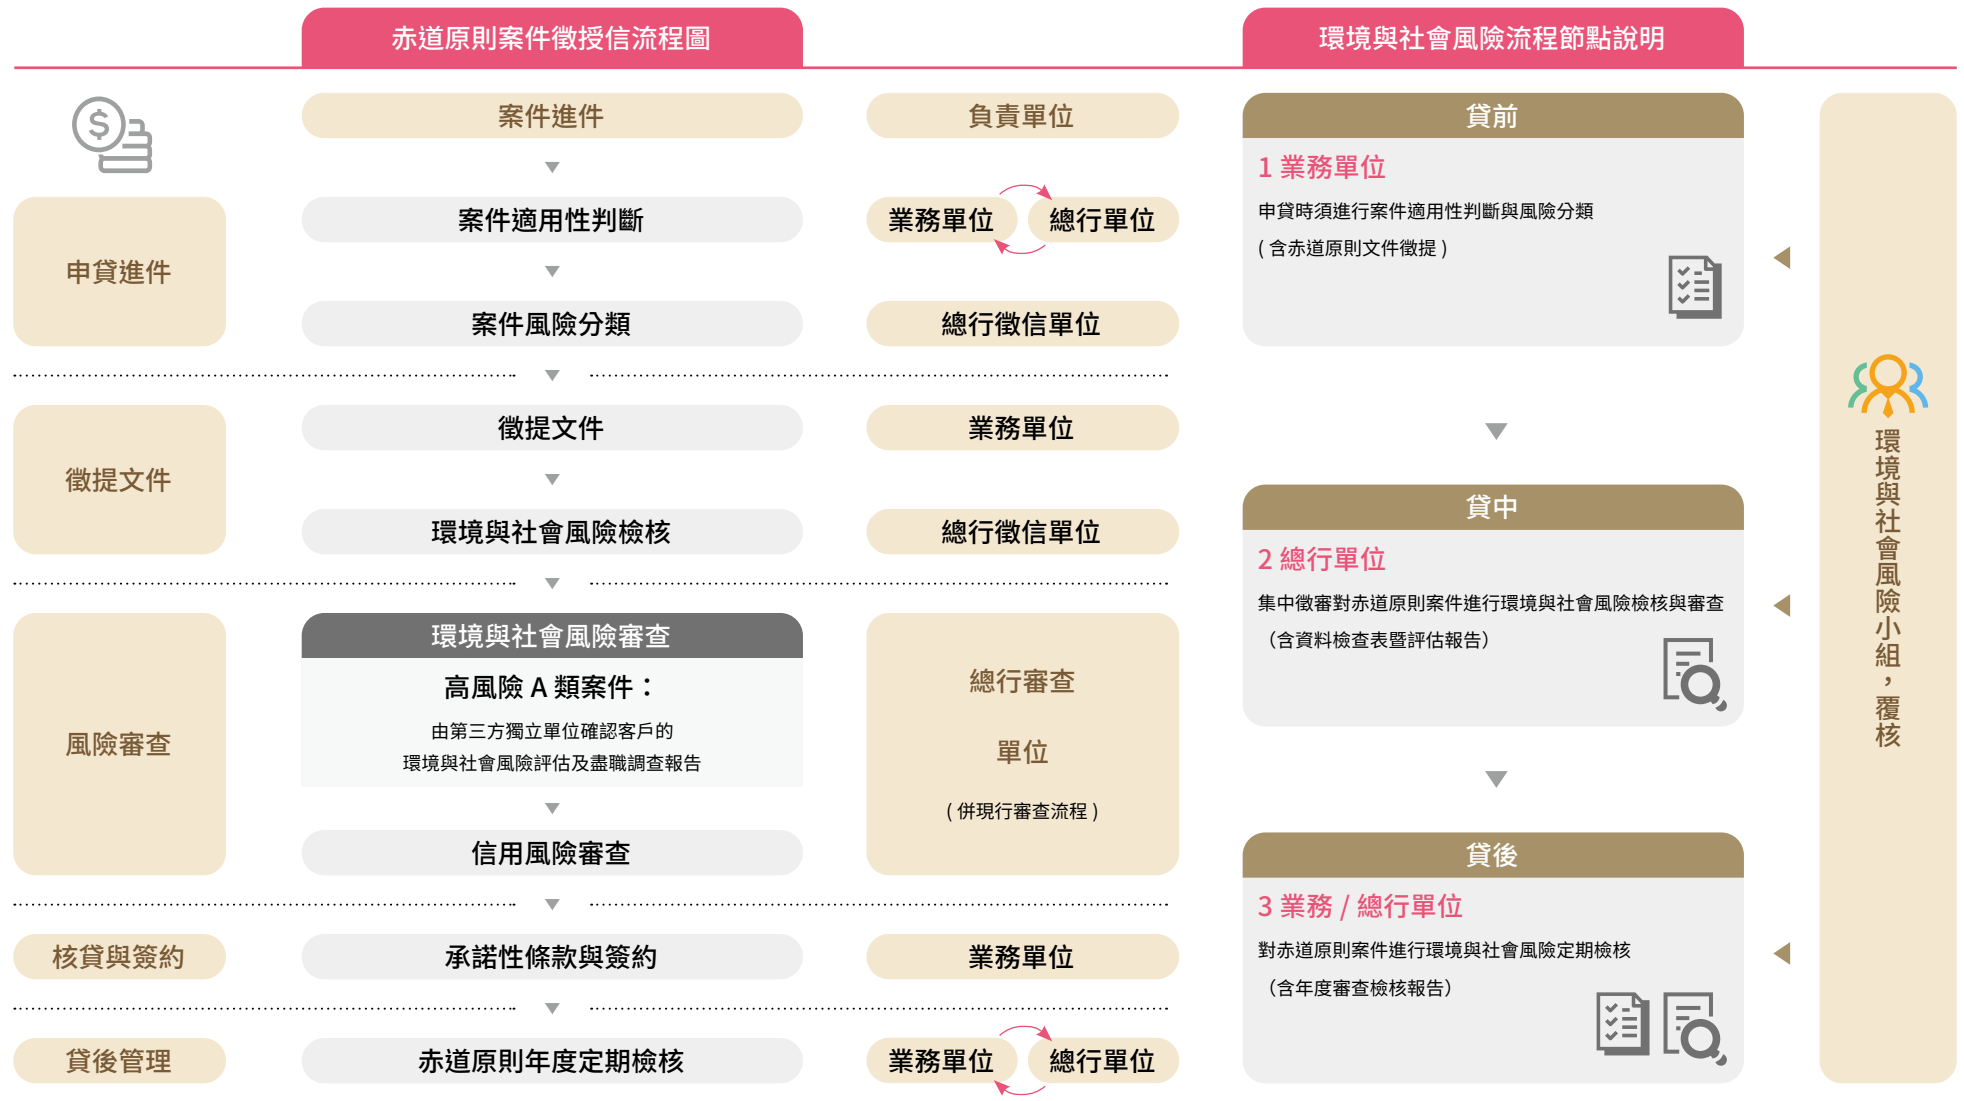 赤道原則案件徵授信流程圖
環境與社會風險流程節點說明
案件進件
負責單位
申貸進件
案件適用性判斷
業務單位
總行單位
案件風險分類
總行徵信單位
徵提文件
徵提文件
業務單位
環境與社會風險檢核
總行徵信單位
風險審查
環境與社會風險審查
高風險 A 類案件：
由第三方獨立單位確認客戶的
環境與社會風險評估及盡職調查報告
信用風險審查
總行審查
單位
( 併現行審查流程 )
核貸與簽約
承諾性條款與簽約
業務單位
貸後管理
赤道原則年度定期檢核
業務單位
總行單位
貸前
1 業務單位
申貸時須進行案件適用性判斷與風險分類
( 含赤道原則文件徵提 )
貸中
2 總行單位
集中徵審對赤道原則案件進行環境與社會風險檢核與審查
（含資料檢查表暨評估報告）
貸後
3 業務 / 總行單位
對赤道原則案件進行環境與社會風險定期檢核
（含年度審查檢核報告）
環境與社會風險小組，覆核